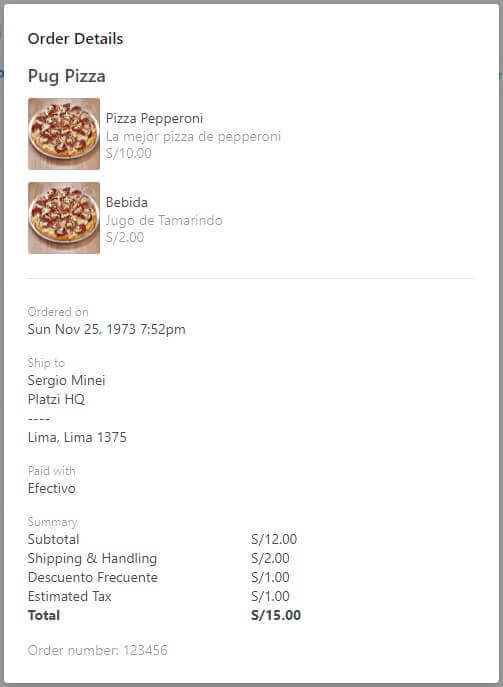 Order Details
Pug Pizza
Pizza Pepperoni
La mejor pizza de pepperoni
S/10.00
Bebida
Jugo de Tamarindo
S/2.00
Ordered on
Sun Nov 25, 1973 7:52pm
Ship to
Sergio Minei
Platzi HQ
----
Lima, Lima 1375
Paid with
Efectivo
Summary
Subtotal S/12.00
Shipping & Handling S/2.00
Descuento Frecuente S/1.00
Estimated Tax S/1.00
Total S/15.00
Order number: 123456